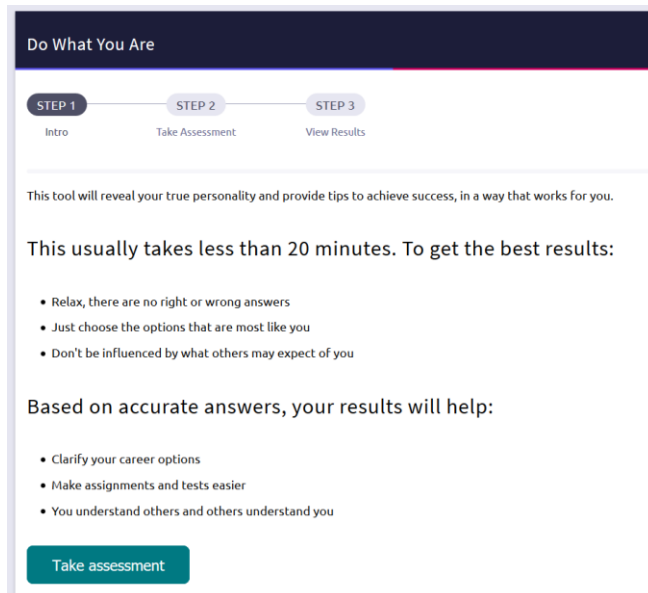 Do What You Are
STEP 1 STEP 2 STEP 3
Intro Take Assessment View Results
This tool will reveal your true personality and provide tips to achieve success, in a way that works for you.
This usually takes less than 20 minutes. To get the best results:
• Relax, there are no right or wrong answers
• Just choose the options that are most like you
• Don't be influenced by what others may expect of you
Based on accurate answers, your results will help:
• Clarify your career options
• Make assignments and tests easier
• You understand others and others understand you
Take assessment